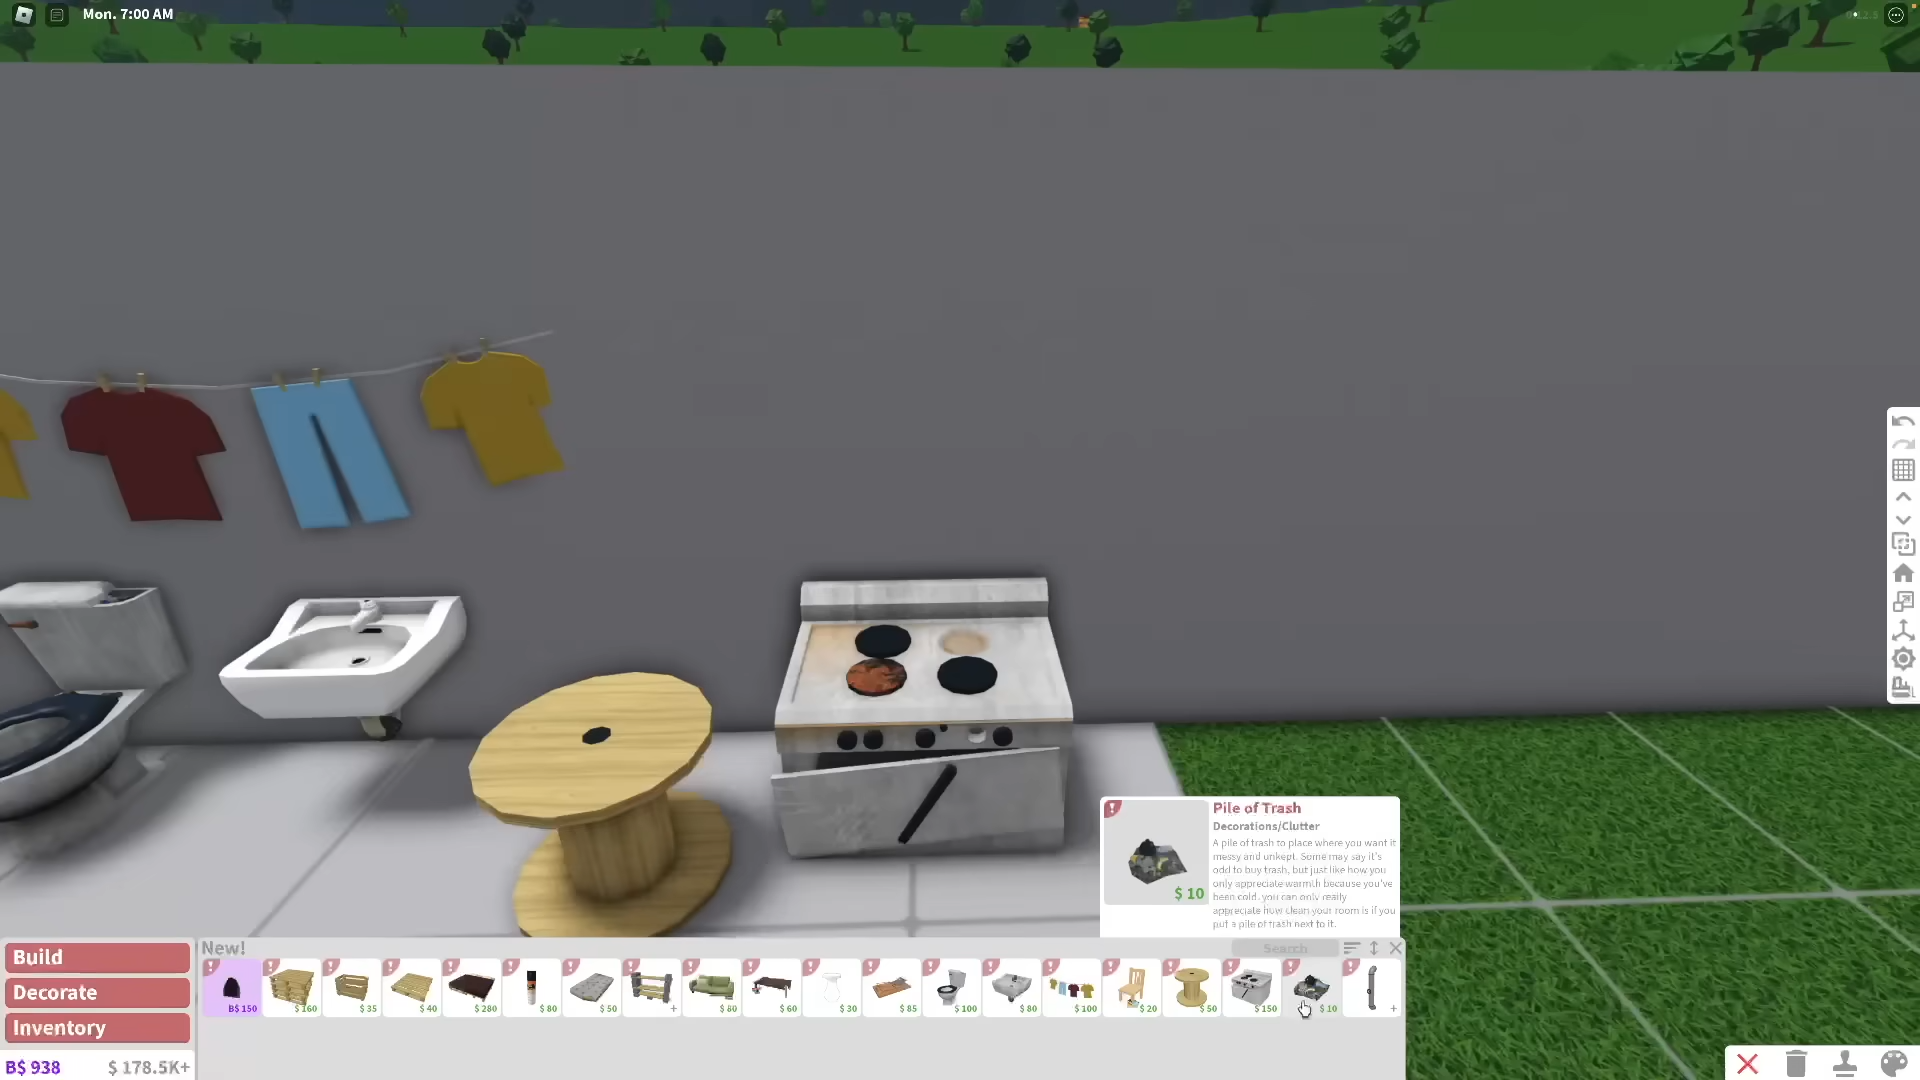 Mon. 7:00 AM
Pile of Trash
Decorations/Clutter
A pile of trash to place where you want it
messy and unkept. Some may say it's
odd to buy trash, but just like how you
only appreciate warmth because you've
been cold, you can only really
appreciate how clean your room is if you
put a pile of trash next to it.
$ 10
New!
Search
Build
Decorate
Inventory
B$ 938
$ 178.5K+
B$ 150
$ 160
$ 35
$ 40
$ 280
$ 80
$ 50
+
$ 80
$ 60
$ 30
$ 85
$ 100
$ 80
$ 100
$ 20
$ 50
$ 150
$ 10
+